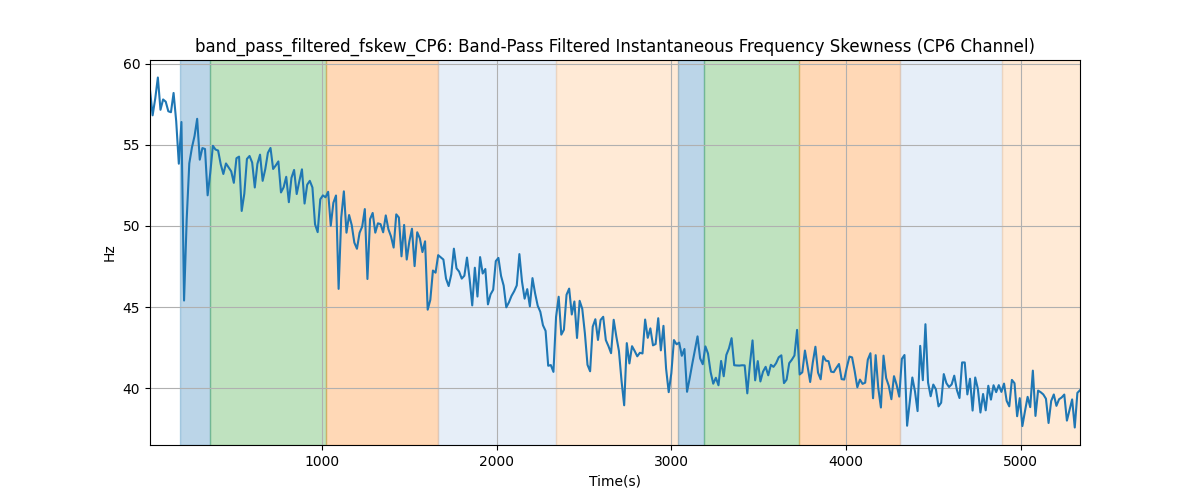 band_pass_filtered_fskew_CP6: Band-Pass Filtered Instantaneous Frequency Skewness (CP6 Channel)
60
55
50
45
40
Hz
1000 2000 3000 4000 5000
Time(s)